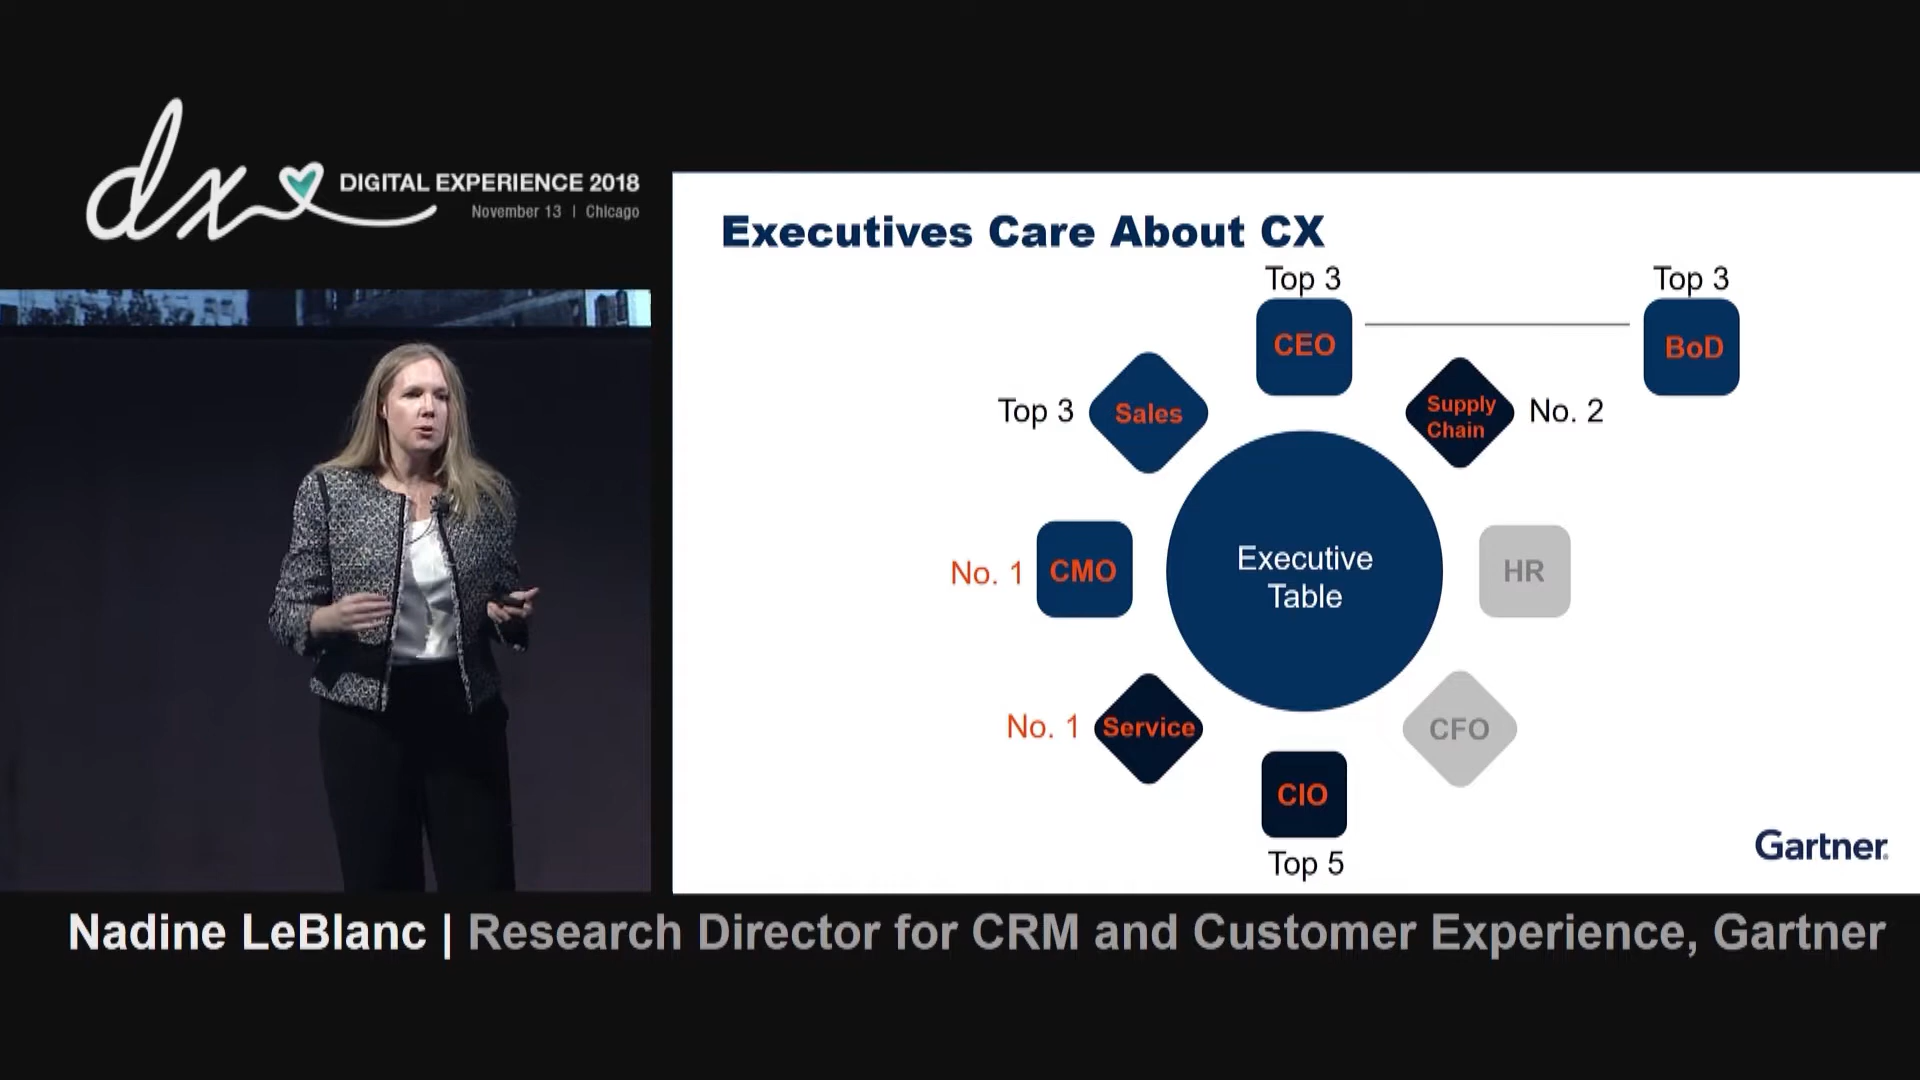 dx
DIGITAL EXPERIENCE 2018
November 13 | Chicago
Executives Care About CX
Top 3
CEO
Top 3
BoD
Top 3
Sales
Supply
Chain
No. 2
No. 1
CMO
Executive
Table
HR
No. 1
Service
CFO
CIO
Top 5
Gartner
Nadine LeBlanc | Research Director for CRM and Customer Experience, Gartner